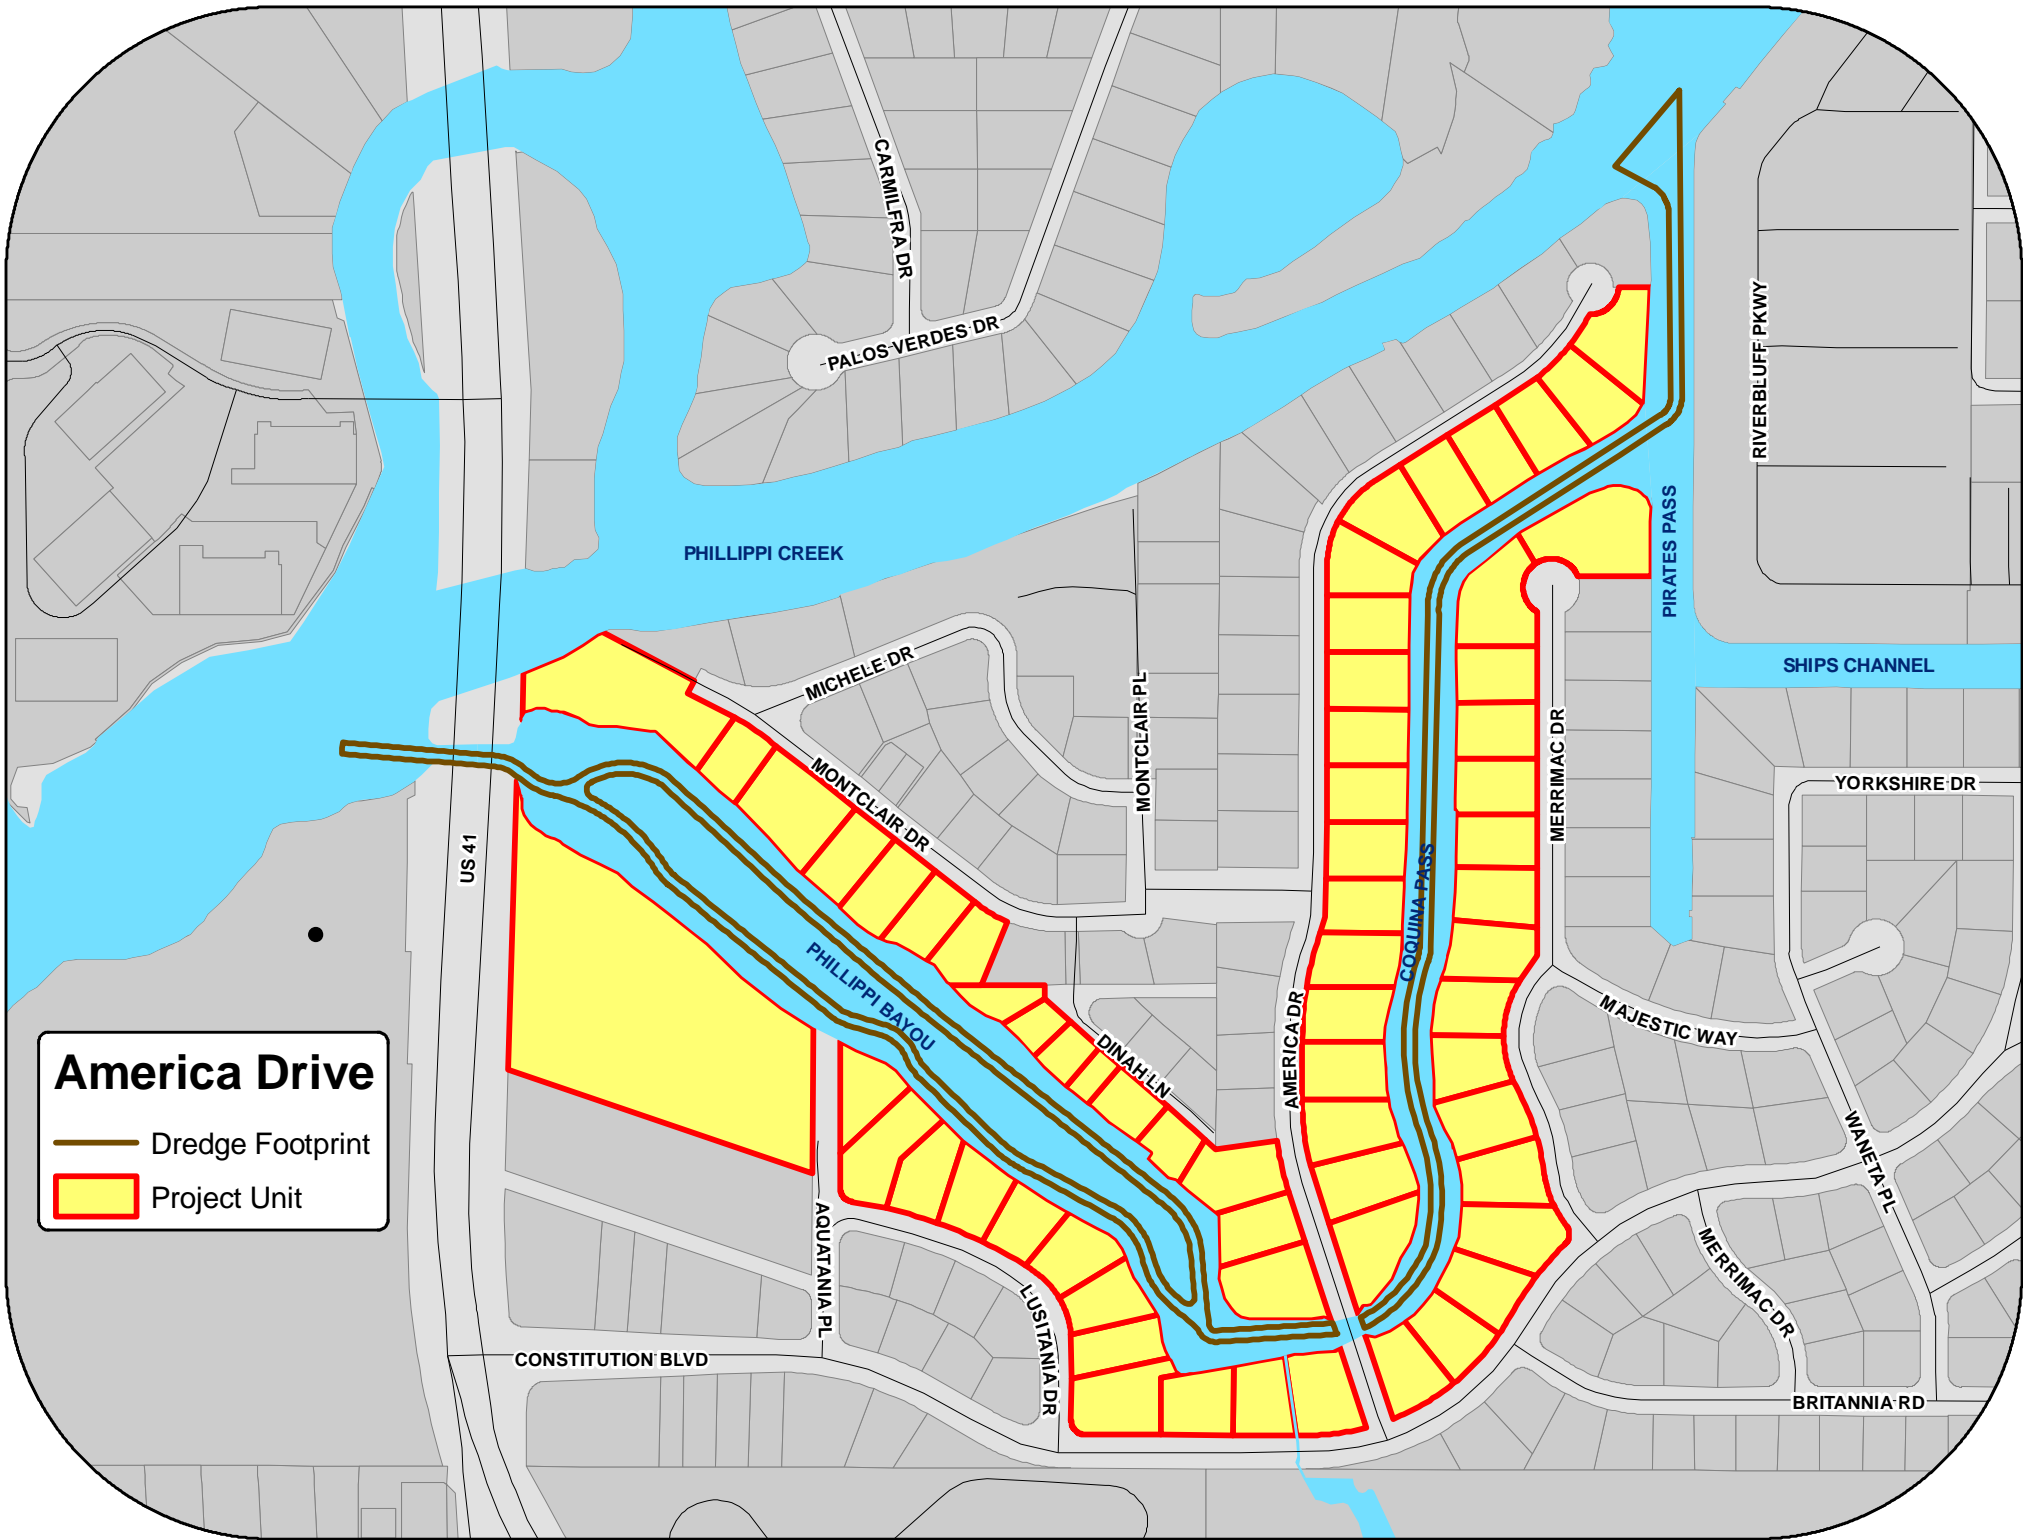 CARMILFRA DR
PALOS VERDES DR
RIVERBLUFF PKWY
PHILLIPPI CREEK
PIRATES PASS
SHIPS CHANNEL
MICHELE DR
MONTCLAIR PL
MERRIMAC DR
YORKSHIRE DR
MONTCLAIR DR
US 41
COQUINA PASS
PHILLIPPI BAYOU
AMERICA DR
MAJESTIC WAY
DINAH LN
WANETA PL
America Drive
Dredge Footprint
Project Unit
AQUATANIA PL
LUSITANIA DR
MERRIMAC DR
CONSTITUTION BLVD
BRITANNIA RD